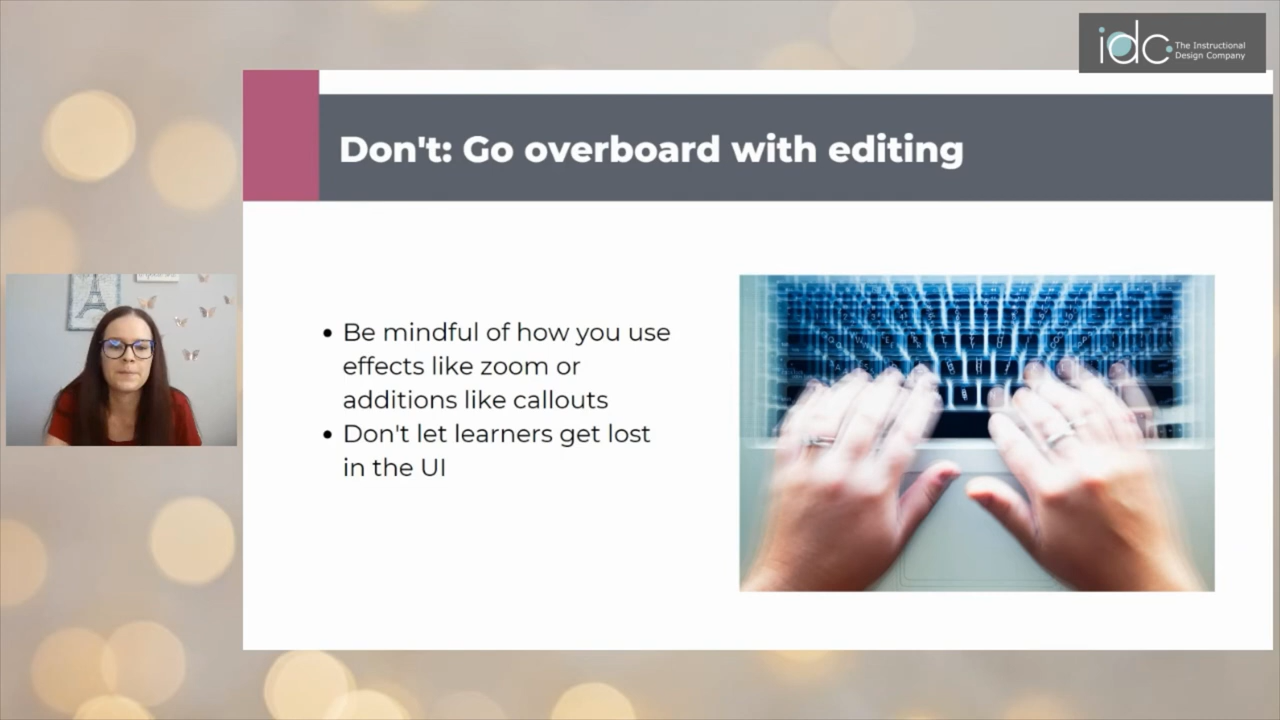 idc
The Instructional
Design Company
Don't: Go overboard with editing
• Be mindful of how you use
effects like zoom or
additions like callouts
• Don't let learners get lost
in the UI